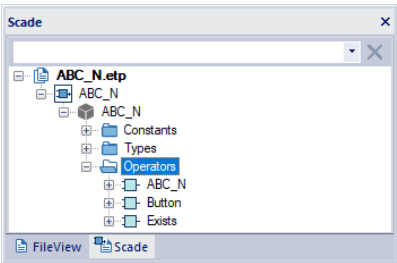 Scade
ABC_N.etp
ABC_N
ABC_N
Constants
Types
Operators
ABC_N
Button
Exists
FileView Scade